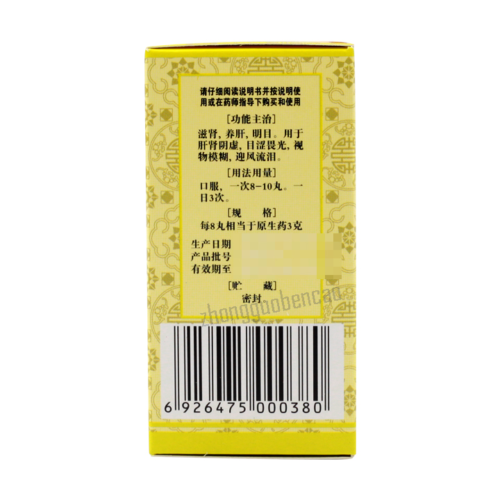 请仔细阅读说明书并按说明使
用或在药师指导下购买和使用
[功能主治]
滋肾，养肝，明目。用于
肝肾阴虚，目涩畏光，视
物模糊，迎风流泪。
[用法用量]
口服，一次8-10丸。一
日3次。
[规 格]
每8丸相当于原生药3克
生产日期
产品批号
有效期至
[贮 藏]
密封
zhongguobencao
6 926475 000380